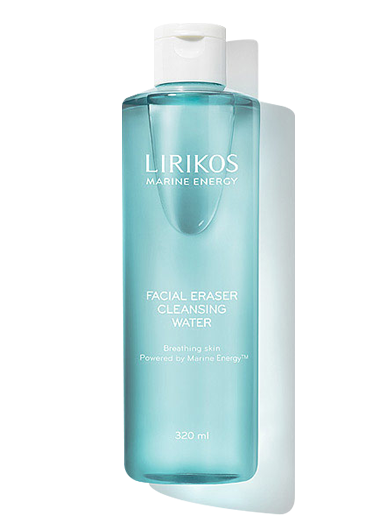 LIRIKOS
MARINE ENERGY
FACIAL ERASER
CLEANSING
WATER
Breathing skin
Powered by Marine Energy™
320 ml